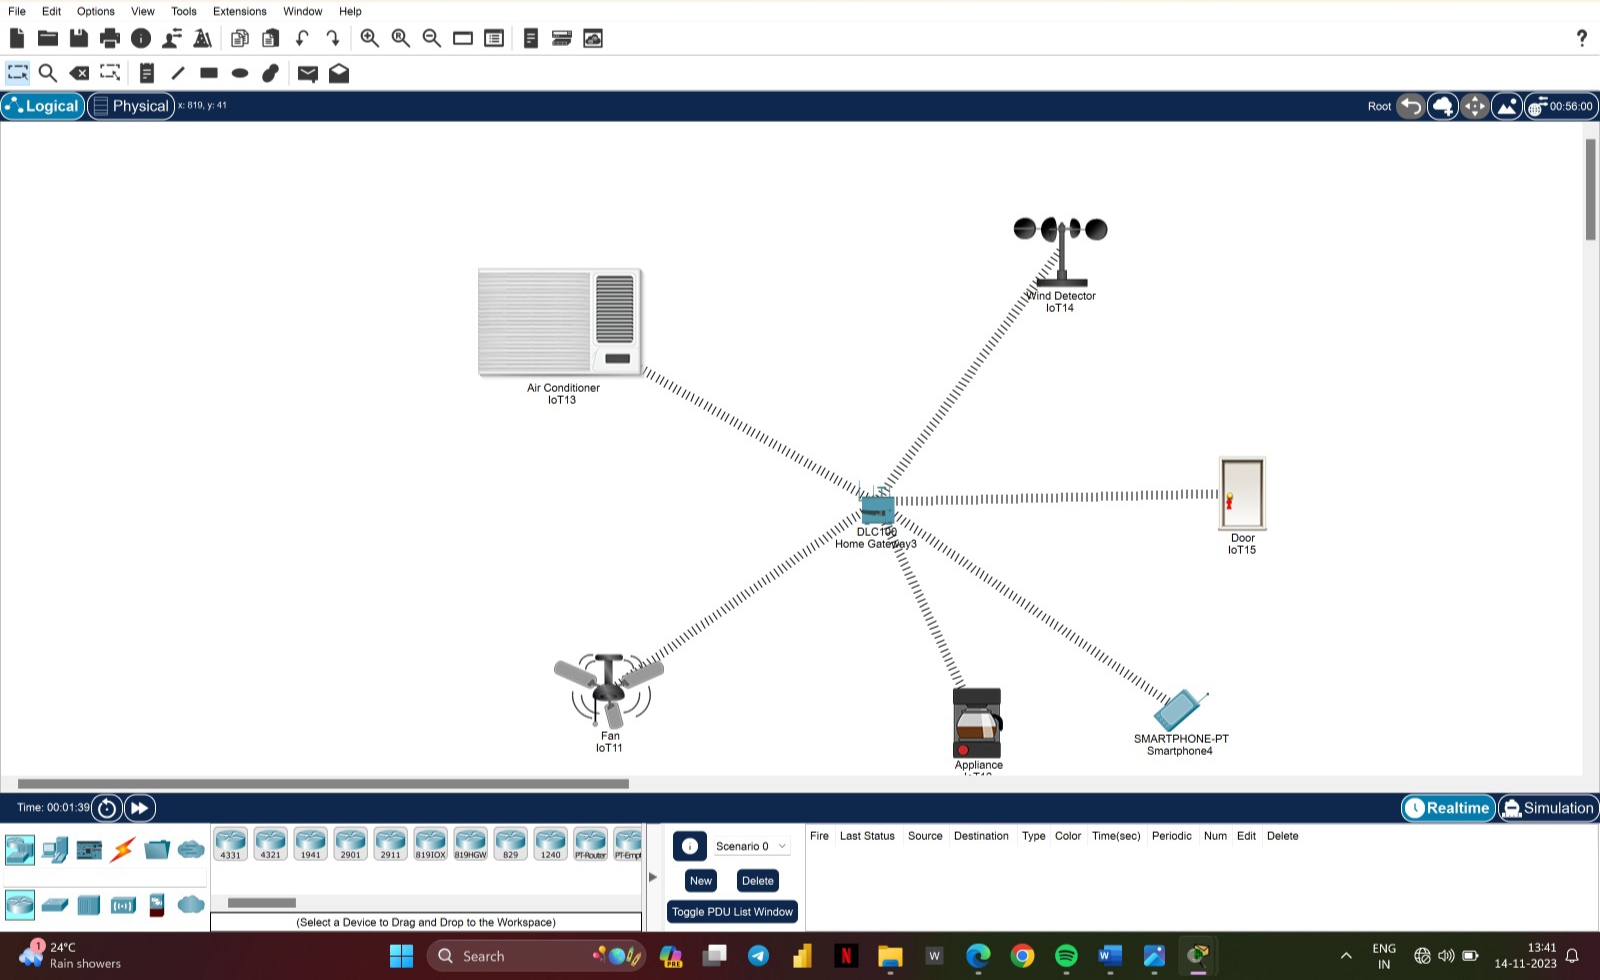 File Edit Options View Tools Extensions Window Help
?
Logical Physical x: 819, y: 41 Root 00:56:00
Wind Detector
IoT14
Air Conditioner
IoT13
DLC100
Home Gateway3
Door
IoT15
Fan
IoT11
SMARTPHONE-PT
Smartphone4
Appliance
Time: 00:01:39 Realtime Simulation
4331 4321 1941 2901 2911 819IOX 819HGW 829 1240 PT-Router PT-Empt
(Select a Device to Drag and Drop to the Workspace)
Scenario 0
New Delete
Toggle PDU List Window
Fire Last Status Source Destination Type Color Time(sec) Periodic Num Edit Delete
1
24°C
Rain showers
Search
PRE
N
W
W
ENG
IN
13:41
14-11-2023